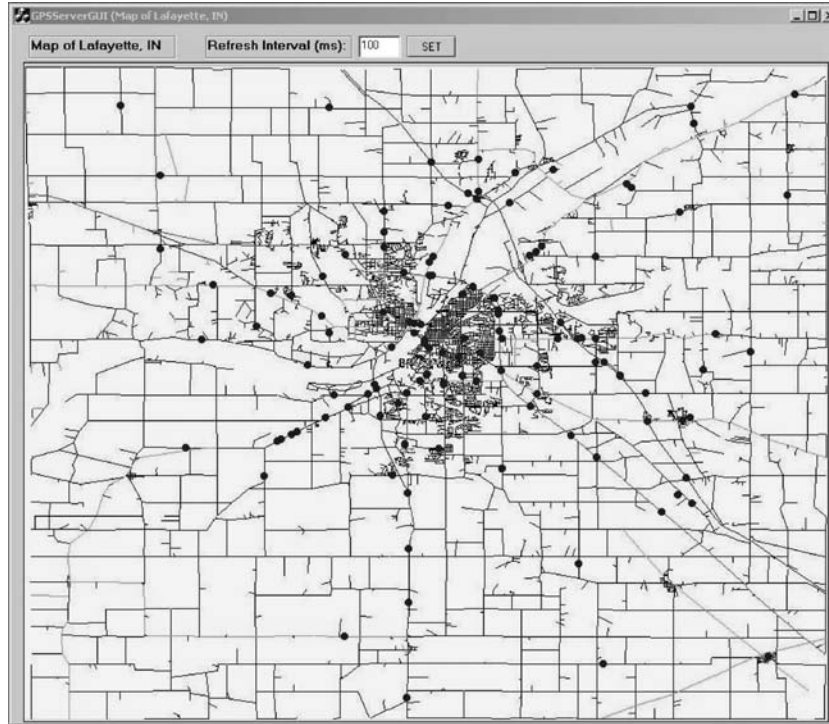 GPSServerGUI (Map of Lafayette, IN)
Map of Lafayette, IN Refresh Interval (ms): 100 SET